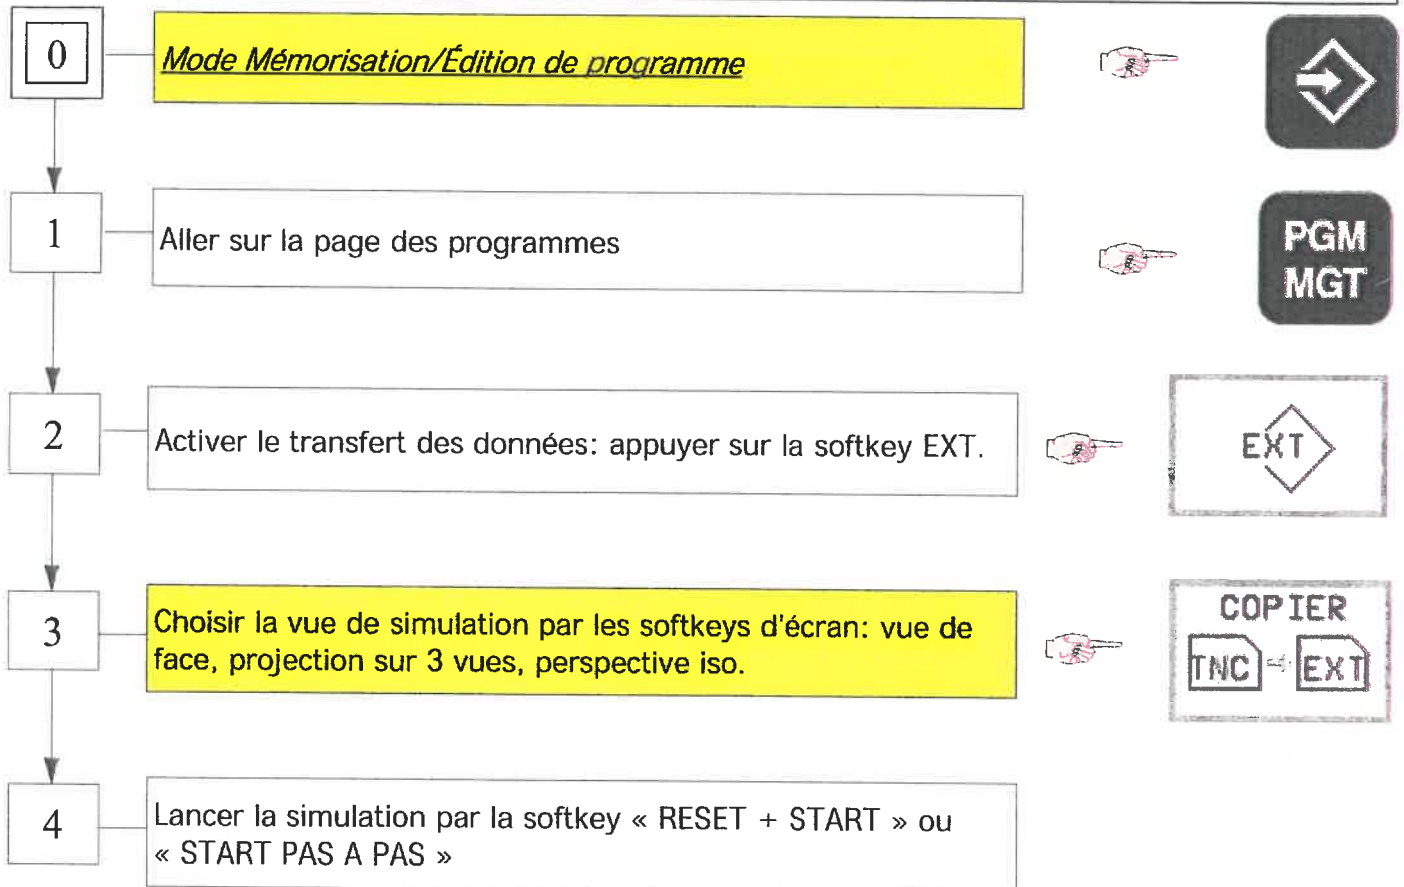 0
Mode Mémorisation/Édition de programme
1
Aller sur la page des programmes
PGM
MGT
2
Activer le transfert des données: appuyer sur la softkey EXT.
EXT
3
Choisir la vue de simulation par les softkeys d'écran: vue de
face, projection sur 3 vues, perspective iso.
COPIER
TNC EXT
4
Lancer la simulation par la softkey « RESET + START » ou
« START PAS A PAS »